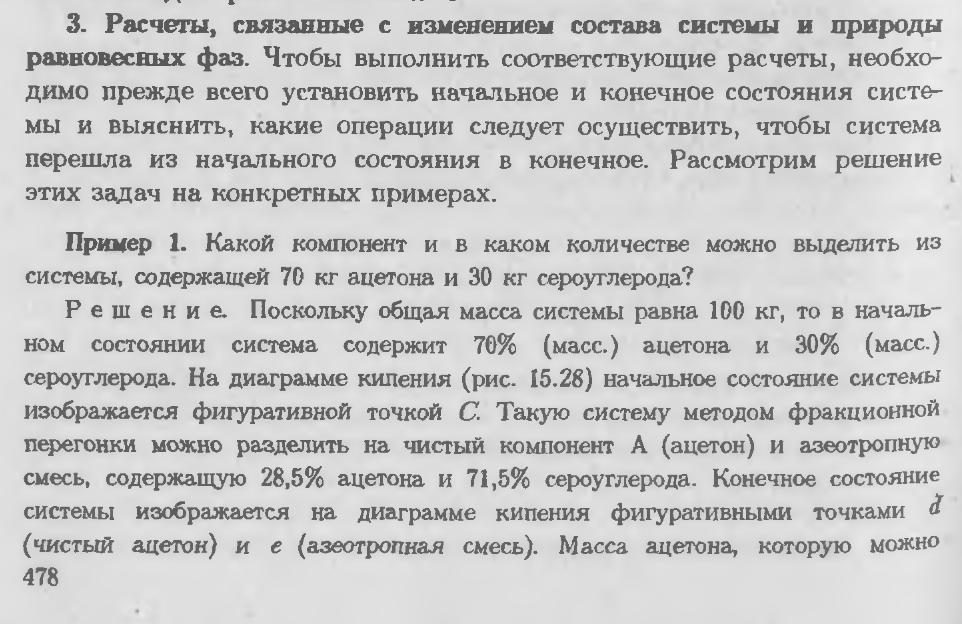 3. Расчеты, связанные с изменением состава системы и природы
равновесных фаз. Чтобы выполнить соответствующие расчеты, необхо-
димо прежде всего установить начальное и конечное состояния систе-
мы и выяснить, какие операции следует осуществить, чтобы система
перешла из начального состояния в конечное. Рассмотрим решение
этих задач на конкретных примерах.
Пример 1. Какой компонент и в каком количестве можно выделить из
системы, содержащей 70 кг ацетона и 30 кг сероуглерода?
Решение. Поскольку общая масса системы равна 100 кг, то в началь-
ном состоянии система содержит 70% (масс.) ацетона и 30% (масс.)
сероуглерода. На диаграмме кипения (рис. 15.28) начальное состояние системы
изображается фигуративной точкой C. Такую систему методом фракционной
перегонки можно разделить на чистый компонент А (ацетон) и азеотропную
смесь, содержащую 28,5% ацетона и 71,5% сероуглерода. Конечное состояние
системы изображается на диаграмме кипения фигуративными точками d
(чистый ацетон) и e (азеотропная смесь). Масса ацетона, которую можно
478